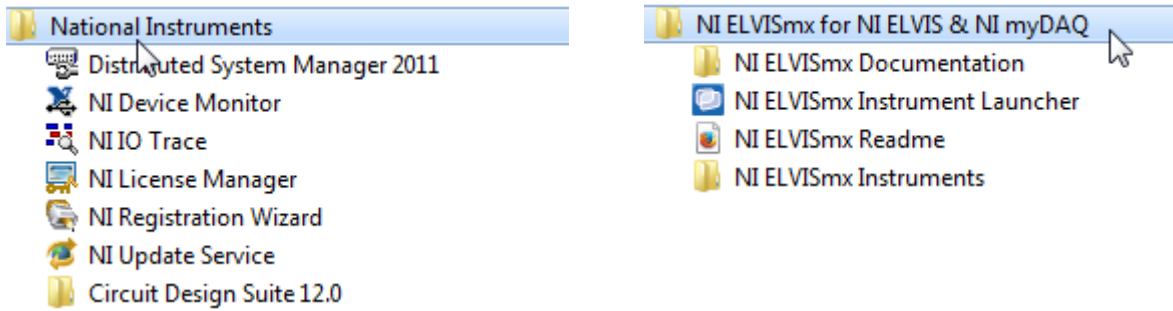 National Instruments
Distributed System Manager 2011
NI Device Monitor
NI IO Trace
NI License Manager
NI Registration Wizard
NI Update Service
Circuit Design Suite 12.0
NI ELVISmx for NI ELVIS & NI myDAQ
NI ELVISmx Documentation
NI ELVISmx Instrument Launcher
NI ELVISmx Readme
NI ELVISmx Instruments